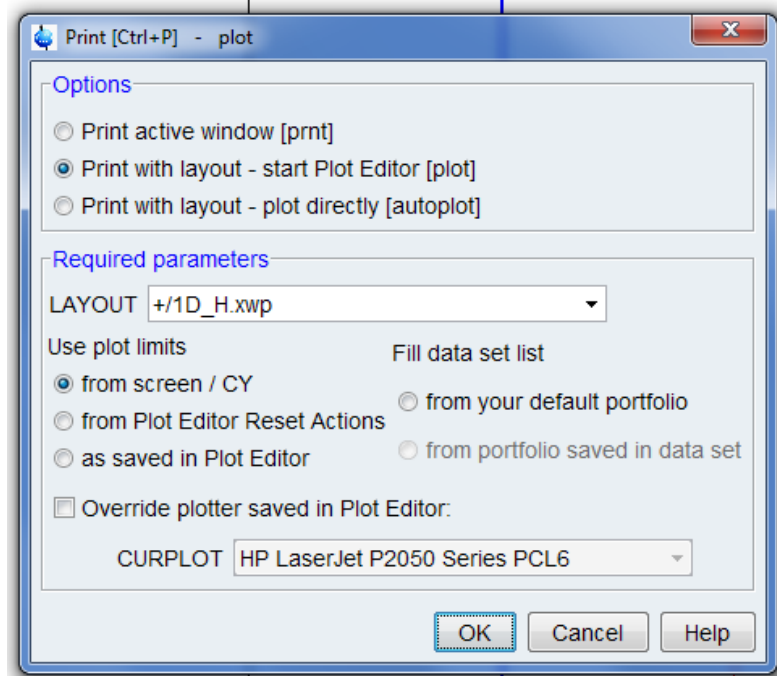 Print [Ctrl+P] - plot
Options
Print active window [prnt]
Print with layout - start Plot Editor [plot]
Print with layout - plot directly [autoplot]
Required parameters
LAYOUT +/1D_H.xwp
Use plot limits
from screen / CY
from Plot Editor Reset Actions
as saved in Plot Editor
Fill data set list
from your default portfolio
from portfolio saved in data set
Override plotter saved in Plot Editor:
CURPLOT HP LaserJet P2050 Series PCL6
OK Cancel Help